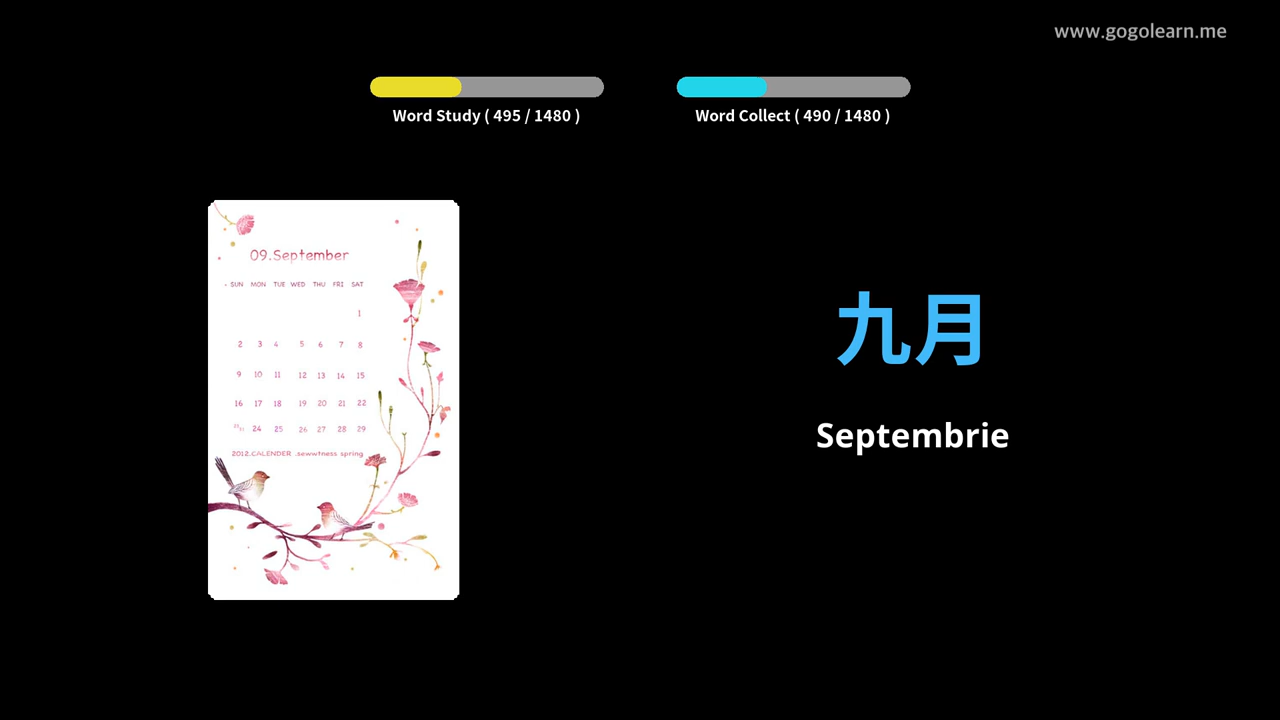 www.gogolearn.me
Word Study ( 495 / 1480 )
Word Collect ( 490 / 1480 )
09.September
SUN MON TUE WED THU FRI SAT
1
2 3 4 5 6 7 8
9 10 11 12 13 14 15
16 17 18 19 20 21 22
24 25 26 27 28 29
2012.CALENDER .sewwtness spring
九月
Septembrie